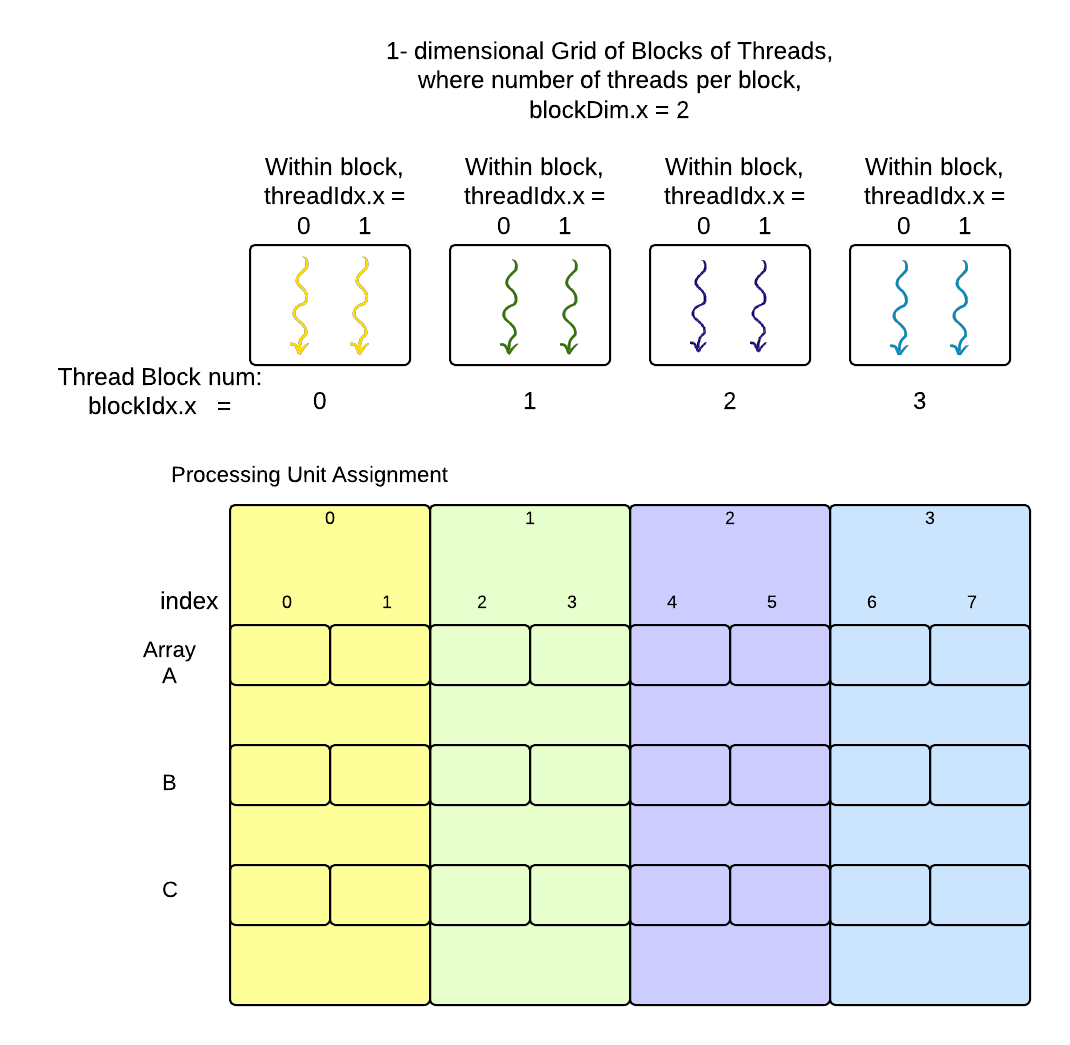 1- dimensional Grid of Blocks of Threads,
where number of threads per block,
blockDim.x = 2
Within block, Within block, Within block, Within block,
threadIdx.x = threadIdx.x = threadIdx.x = threadIdx.x =
0 1 0 1 0 1 0 1
Thread Block num:
blockIdx.x = 0 1 2 3
Processing Unit Assignment
0 1 2 3
index 0 1 2 3 4 5 6 7
Array
A
B
C